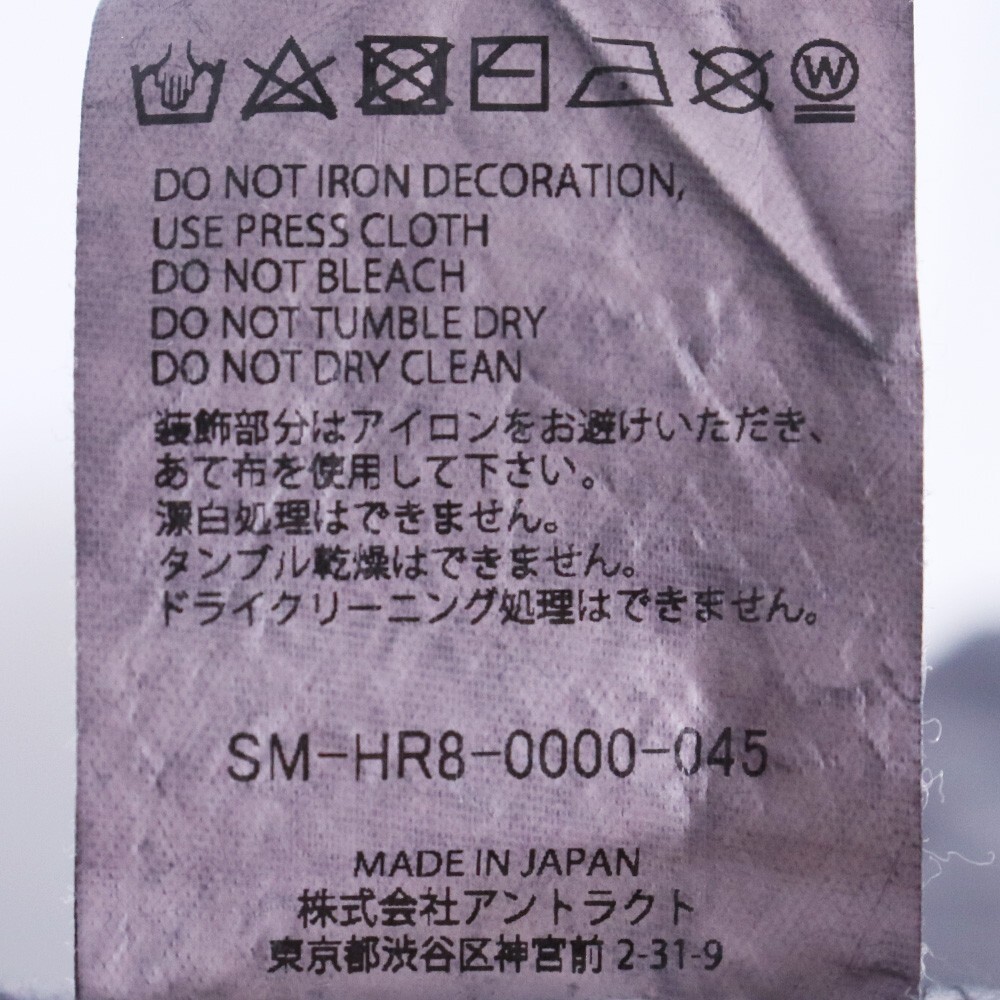 W
DO NOT IRON DECORATION,
USE PRESS CLOTH
DO NOT BLEACH
DO NOT TUMBLE DRY
DO NOT DRY CLEAN
装飾部分はアイロンをお避けいただき、
あて布を使用して下さい。
漂白処理はできません。
タンブル乾燥はできません。
ドライクリーニング処理はできません。
SM-HR8-0000-045
MADE IN JAPAN
株式会社アントラクト
東京都渋谷区神宮前 2-31-9